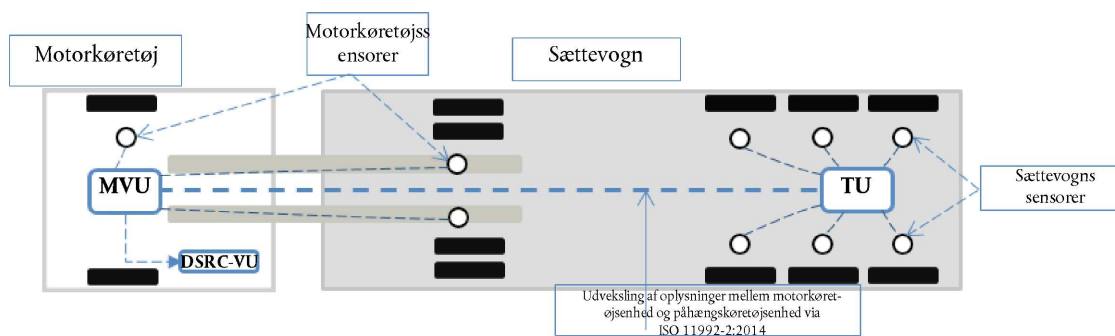 Motorkøretøj
Motorkøretøjss
ensorer
Sættevogn
MVU
TU
DSRC-VU
Sættevogns
sensorer
Udveksling af oplysninger mellem motorkøret-
øjsenhed og påhængskøretøjsenhed via
ISO 11992-2:2014